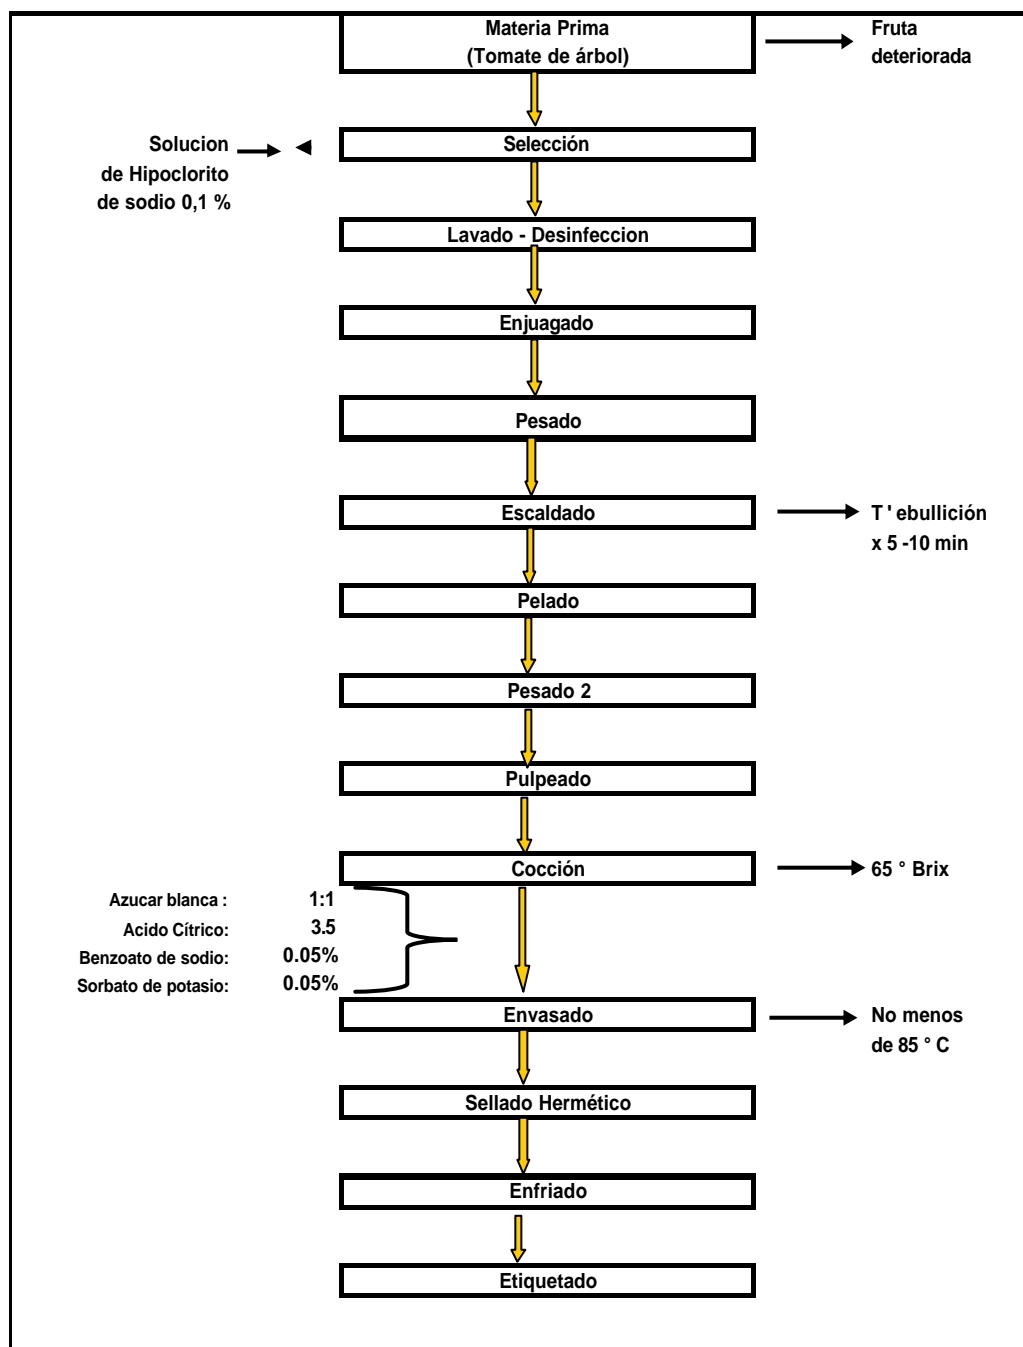 Materia Prima
(Tomate de árbol)
Fruta
deteriorada
Solucion
de Hipoclorito
de sodio 0,1 %
Selección
Lavado - Desinfeccion
Enjuagado
Pesado
Escaldado
T ' ebullición
x 5 -10 min
Pelado
Pesado 2
Pulpeado
Cocción
65 ° Brix
Azucar blanca : 1:1
Acido Cítrico: 3.5
Benzoato de sodio: 0.05%
Sorbato de potasio: 0.05%
Envasado
No menos
de 85 ° C
Sellado Hermético
Enfriado
Etiquetado